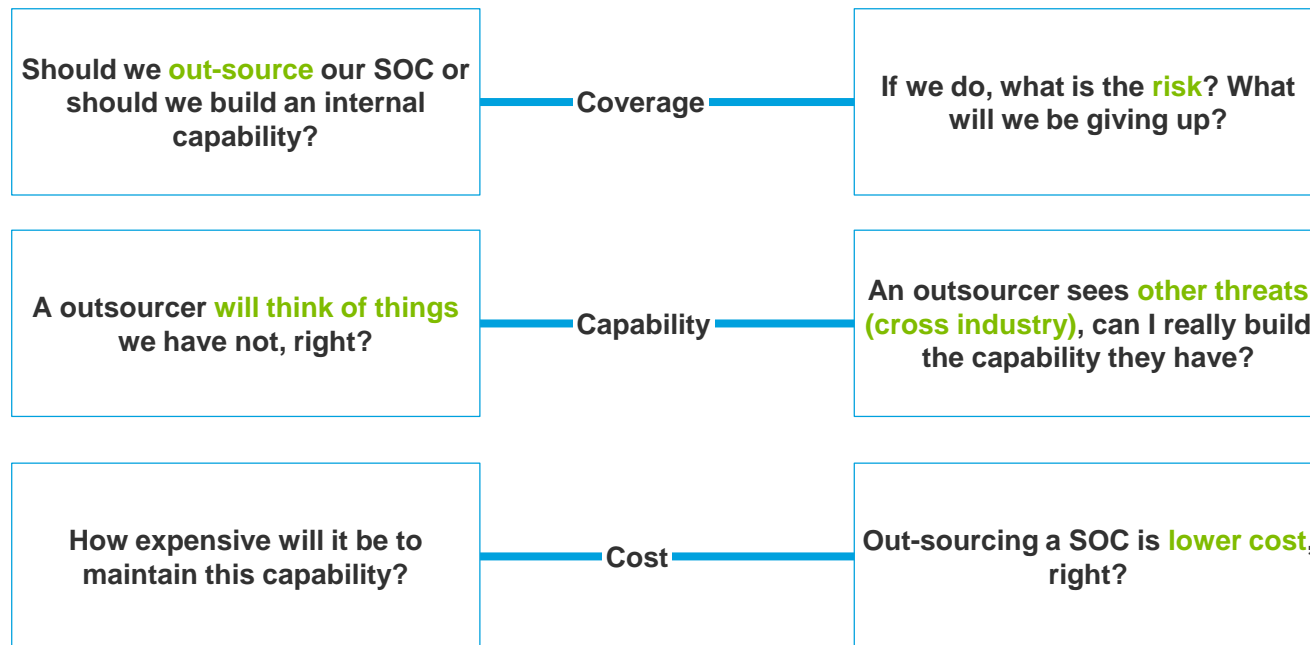 Should we out-source our SOC or
should we build an internal
capability?
Coverage
If we do, what is the risk? What
will we be giving up?
A outsourcer will think of things
we have not, right?
Capability
An outsourcer sees other threats
(cross industry), can I really build
the capability they have?
How expensive will it be to
maintain this capability?
Cost
Out-sourcing a SOC is lower cost,
right?